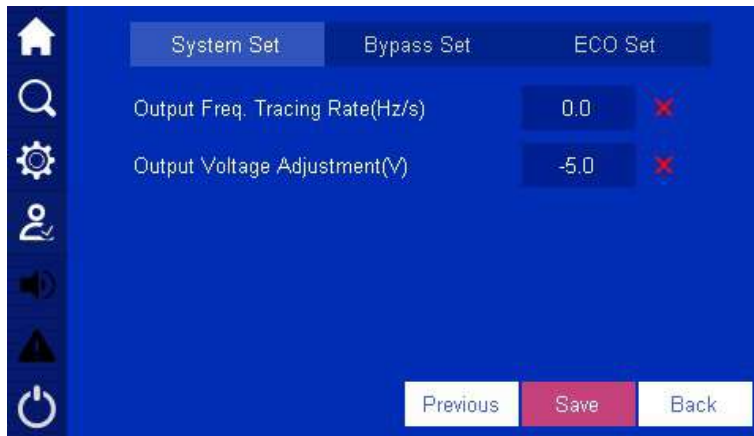 System Set Bypass Set ECO Set
Output Freq. Tracing Rate(Hz/s) 0.0
Output Voltage Adjustment(V) -5.0
Previous Save Back